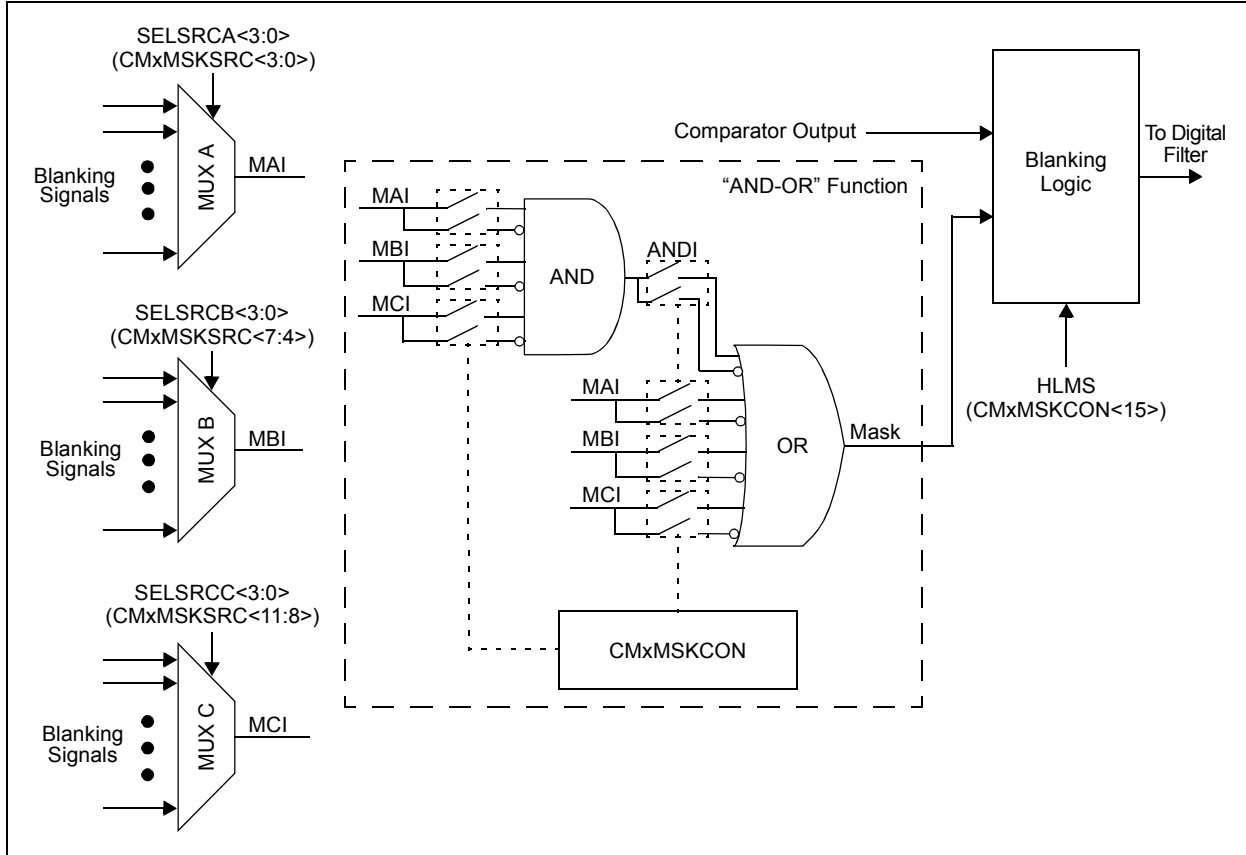 SELSRCA<3:0>
(CMxMSKSRC<3:0>)
Blanking
Signals
MUX A
MAI
SELSRCB<3:0>
(CMxMSKSRC<7:4>)
Blanking
Signals
MUX B
MBI
SELSRCC<3:0>
(CMxMSKSRC<11:8>)
Blanking
Signals
MUX C
MCI
“AND-OR” Function
MAI
MBI
MCI
AND
ANDI
MAI
MBI
MCI
OR
Mask
CMxMSKCON
Comparator Output
Blanking
Logic
To Digital
Filter
HLMS
(CMxMSKCON<15>)